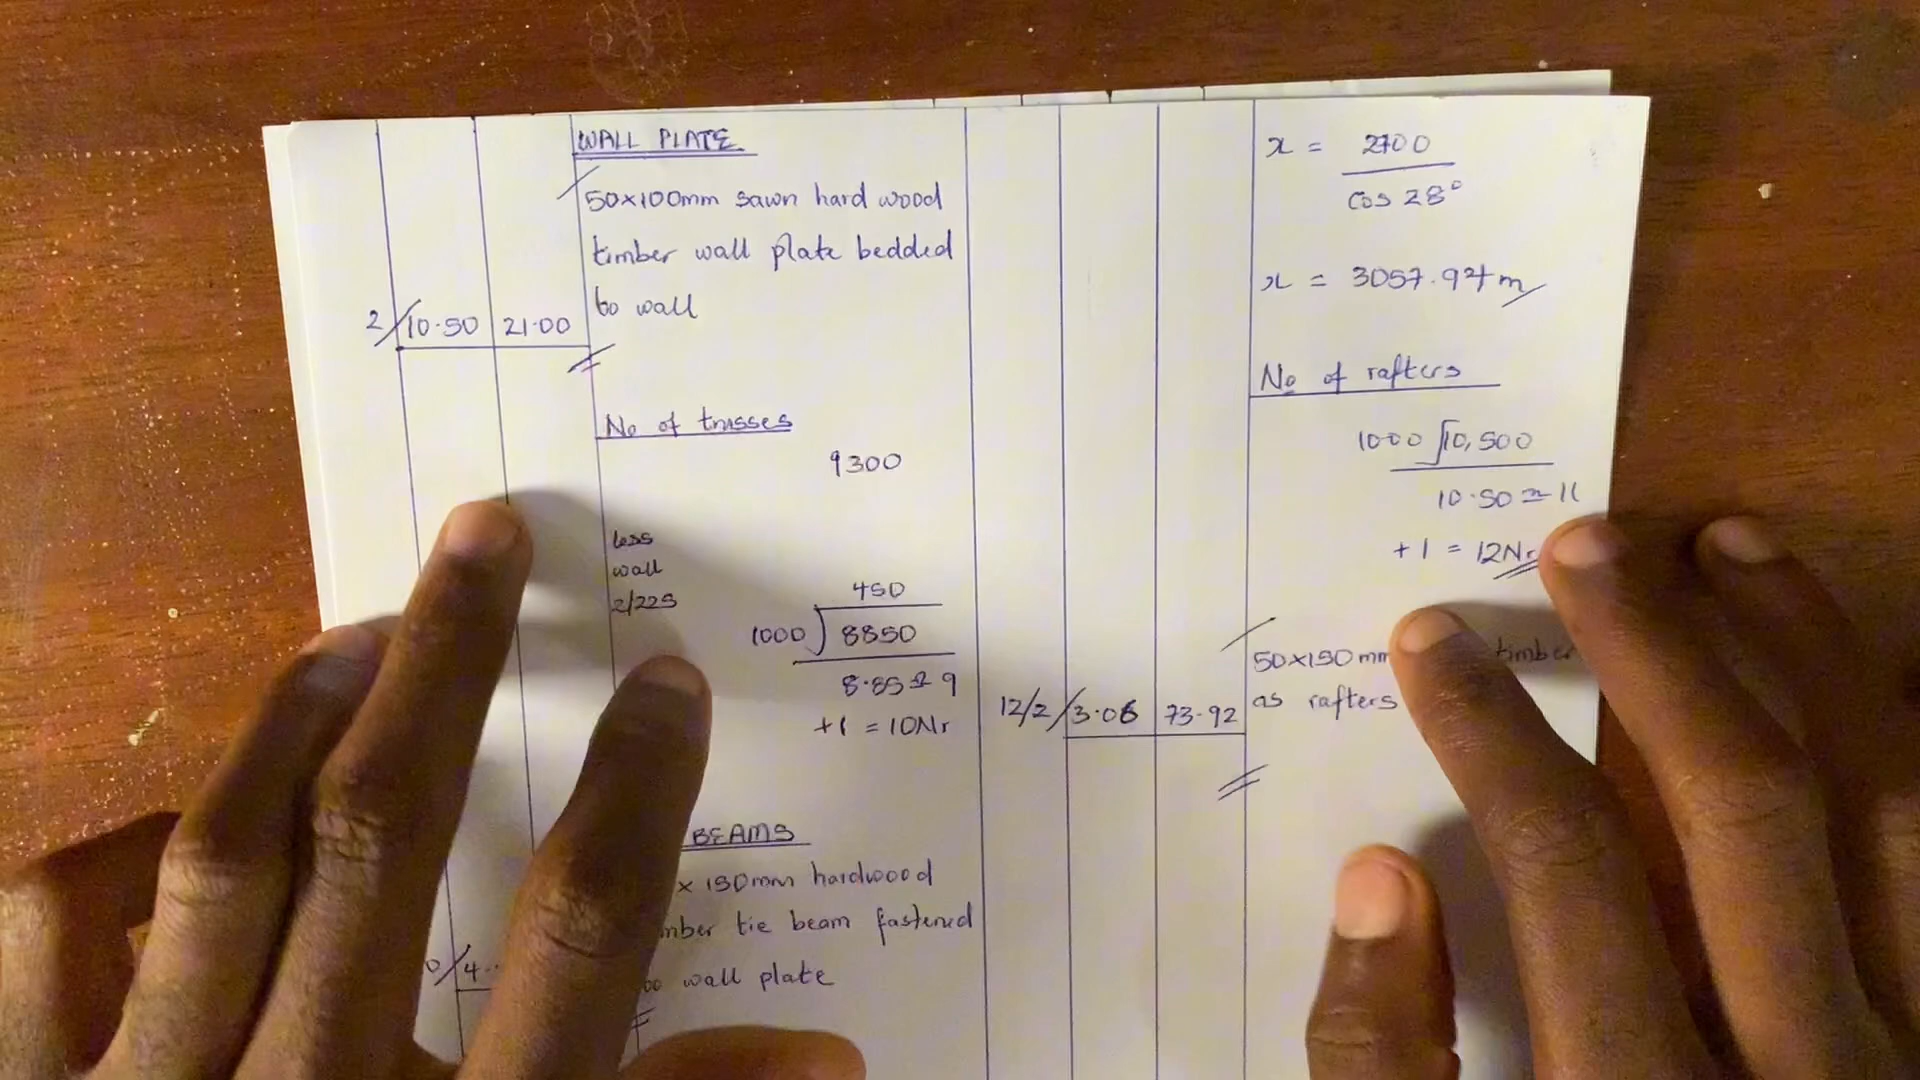 WALL PLATE
50x100mm sawn hard wood
timber wall plate bedded
to wall
2/10.50 21.00
No of trusses
9300
less
wall
2/225
450
1000 8850
8.85 ≃ 9
+1 = 10Nr
BEAMS
x 150mm hardwood
tie beam fastened
wall plate
x = 2700
cos 28°
x = 3057.97m
No of rafters
1000 10,500
10.50 ≃ 11
+1 = 12Nr
50x150mm timber
as rafters
12/2/3.06 73.92